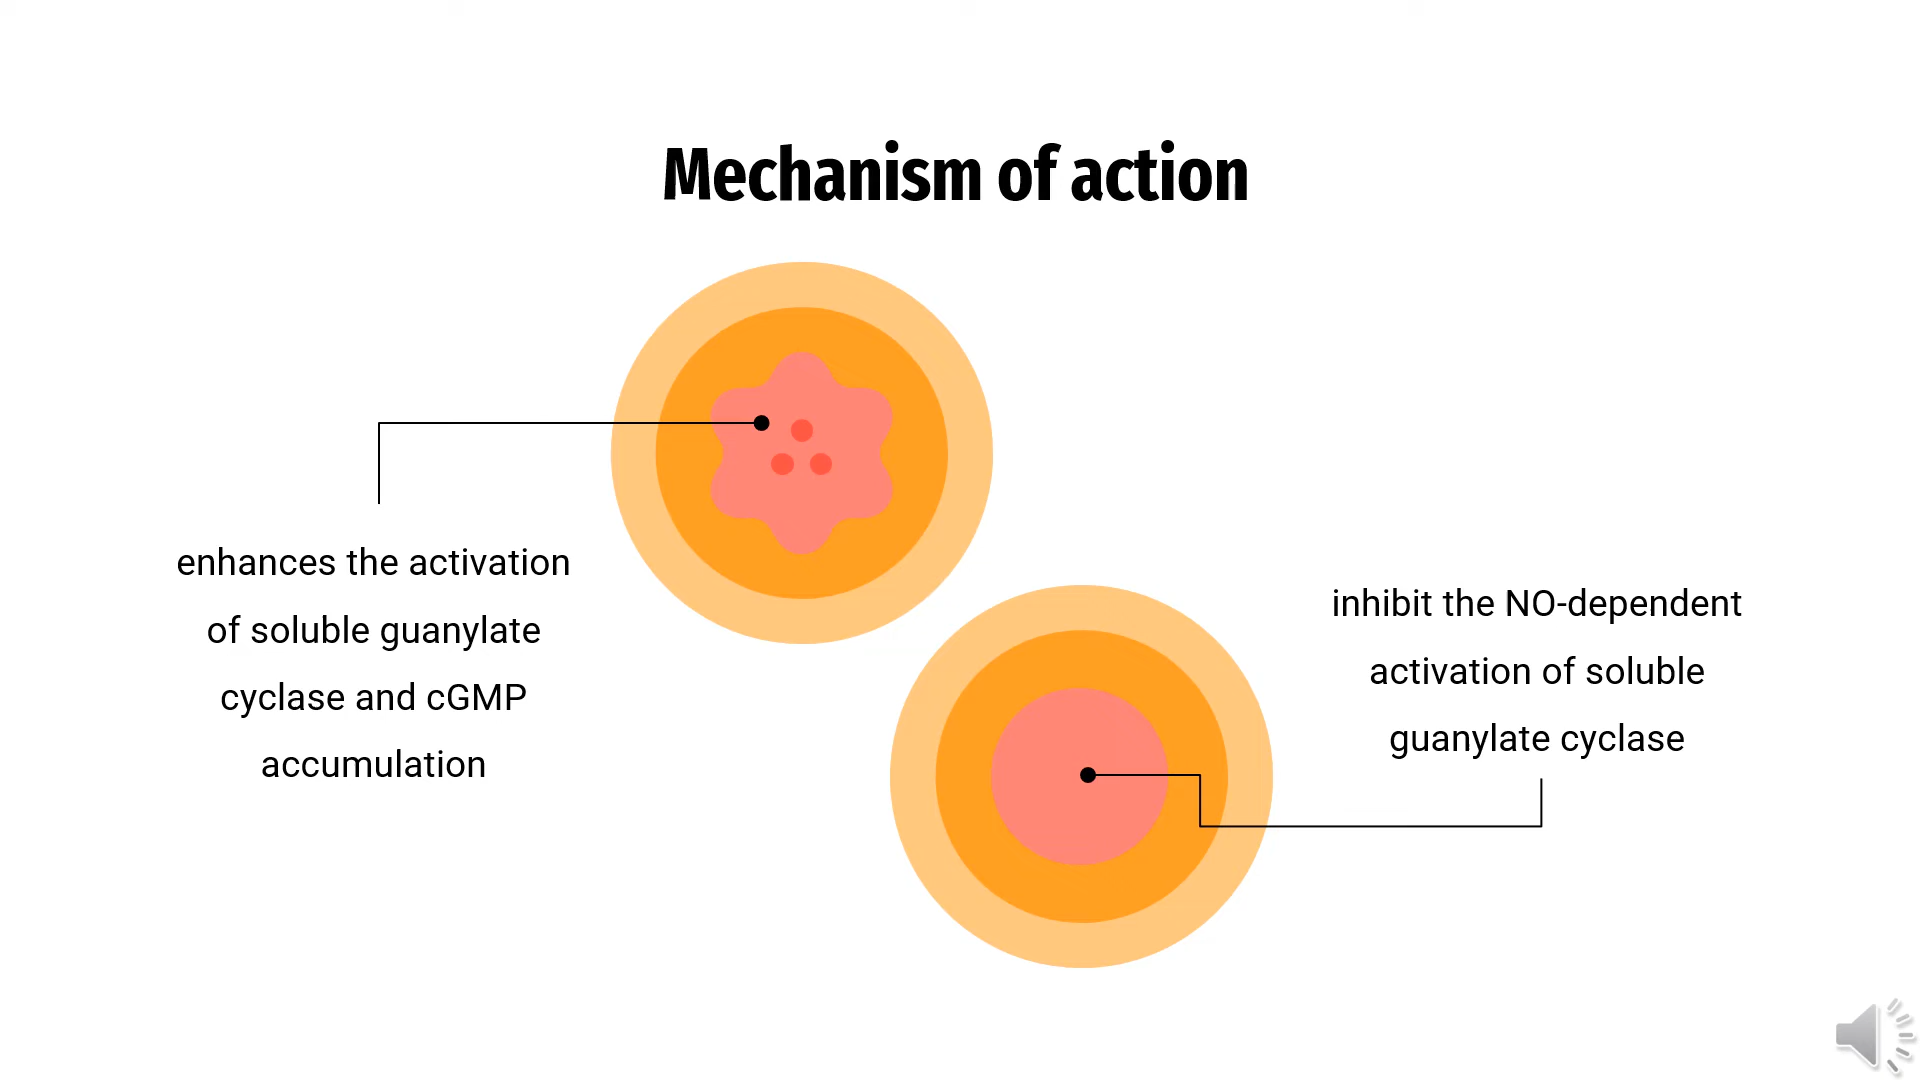 Mechanism of action
enhances the activation
of soluble guanylate
cyclase and cGMP
accumulation
inhibit the NO-dependent
activation of soluble
guanylate cyclase